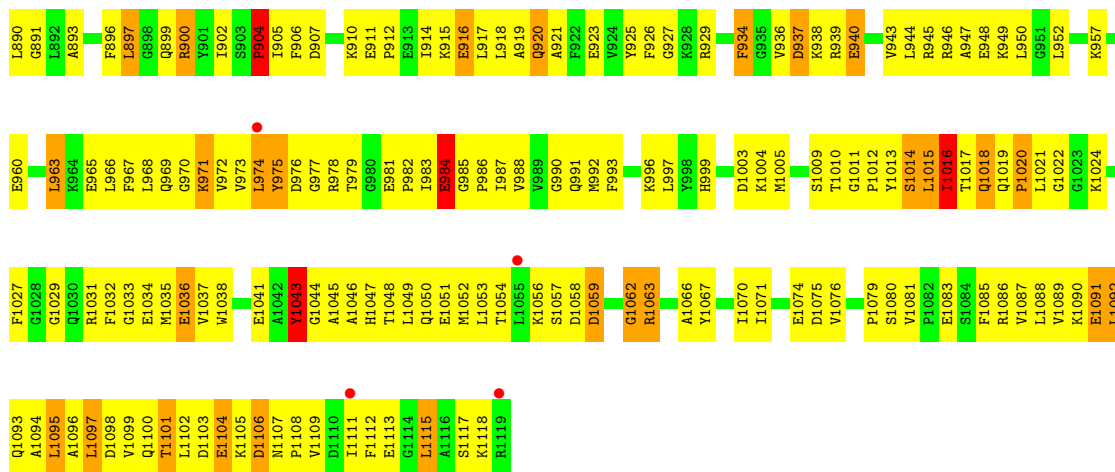 L890 G891 L892 A893 F896 L897 G898 Q899 R900 Y901 I902 S903 P904 I905 F906 D907 K910 E911 P912 E913 I914 K915 E916 L917 L918 A919 Q920 A921 F922 E923 V924 Y925 F926 G927 K928 R929 F934 G935 V936 D937 K938 R939 E940 V943 L944 R945 R946 A947 E948 K949 L950 G951 L952 K957
E960 L963 K964 E965 L966 F967 L968 Q969 G970 K971 V972 V973 L974 Y975 D976 G977 R978 T979 G980 E981 P982 I983 E984 G985 P986 I987 V988 V989 G990 Q991 M992 F993 K996 L997 Y998 H999 D1003 K1004 M1005 S1009 T1010 G1011 P1012 Y1013 S1014 L1015 I1016 T1017 Q1018 Q1019 P1020 L1021 G1022 G1023 K1024
F1027 G1028 G1029 Q1030 R1031 F1032 G1033 E1034 M1035 E1036 V1037 W1038 E1041 A1042 Y1043 G1044 A1045 A1046 H1047 T1048 L1049 Q1050 E1051 M1052 L1053 T1054 L1055 K1056 S1057 D1058 D1059 G1062 R1063 A1066 Y1067 I1070 I1071 E1074 D1075 V1076 P1079 S1080 V1081 P1082 E1083 S1084 F1085 R1086 V1087 L1088 V1089 K1090 E1091
Q1093 A1094 L1095 A1096 L1097 D1098 V1099 Q1100 T1101 L1102 D1103 E1104 K1105 D1106 N1107 P1108 V1109 D1110 I1111 F1112 E1113 G1114 L1115 A1116 S1117 K1118 R1119